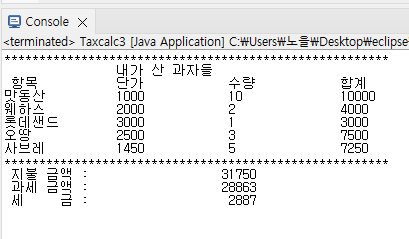 Console
<terminated> Taxcalc3 [Java Application] C:\Users\노을\Desktop\eclipse
**************************************************
내가 산 과자들
항목 단가 수량 합계
맛동산 1000 10 10000
웨하스 2000 2 4000
롯데샌드 3000 1 3000
오땅 2500 3 7500
사브레 1450 5 7250
**************************************************
지불 금액 : 31750
과세 금액 : 28863
세 금 : 2887